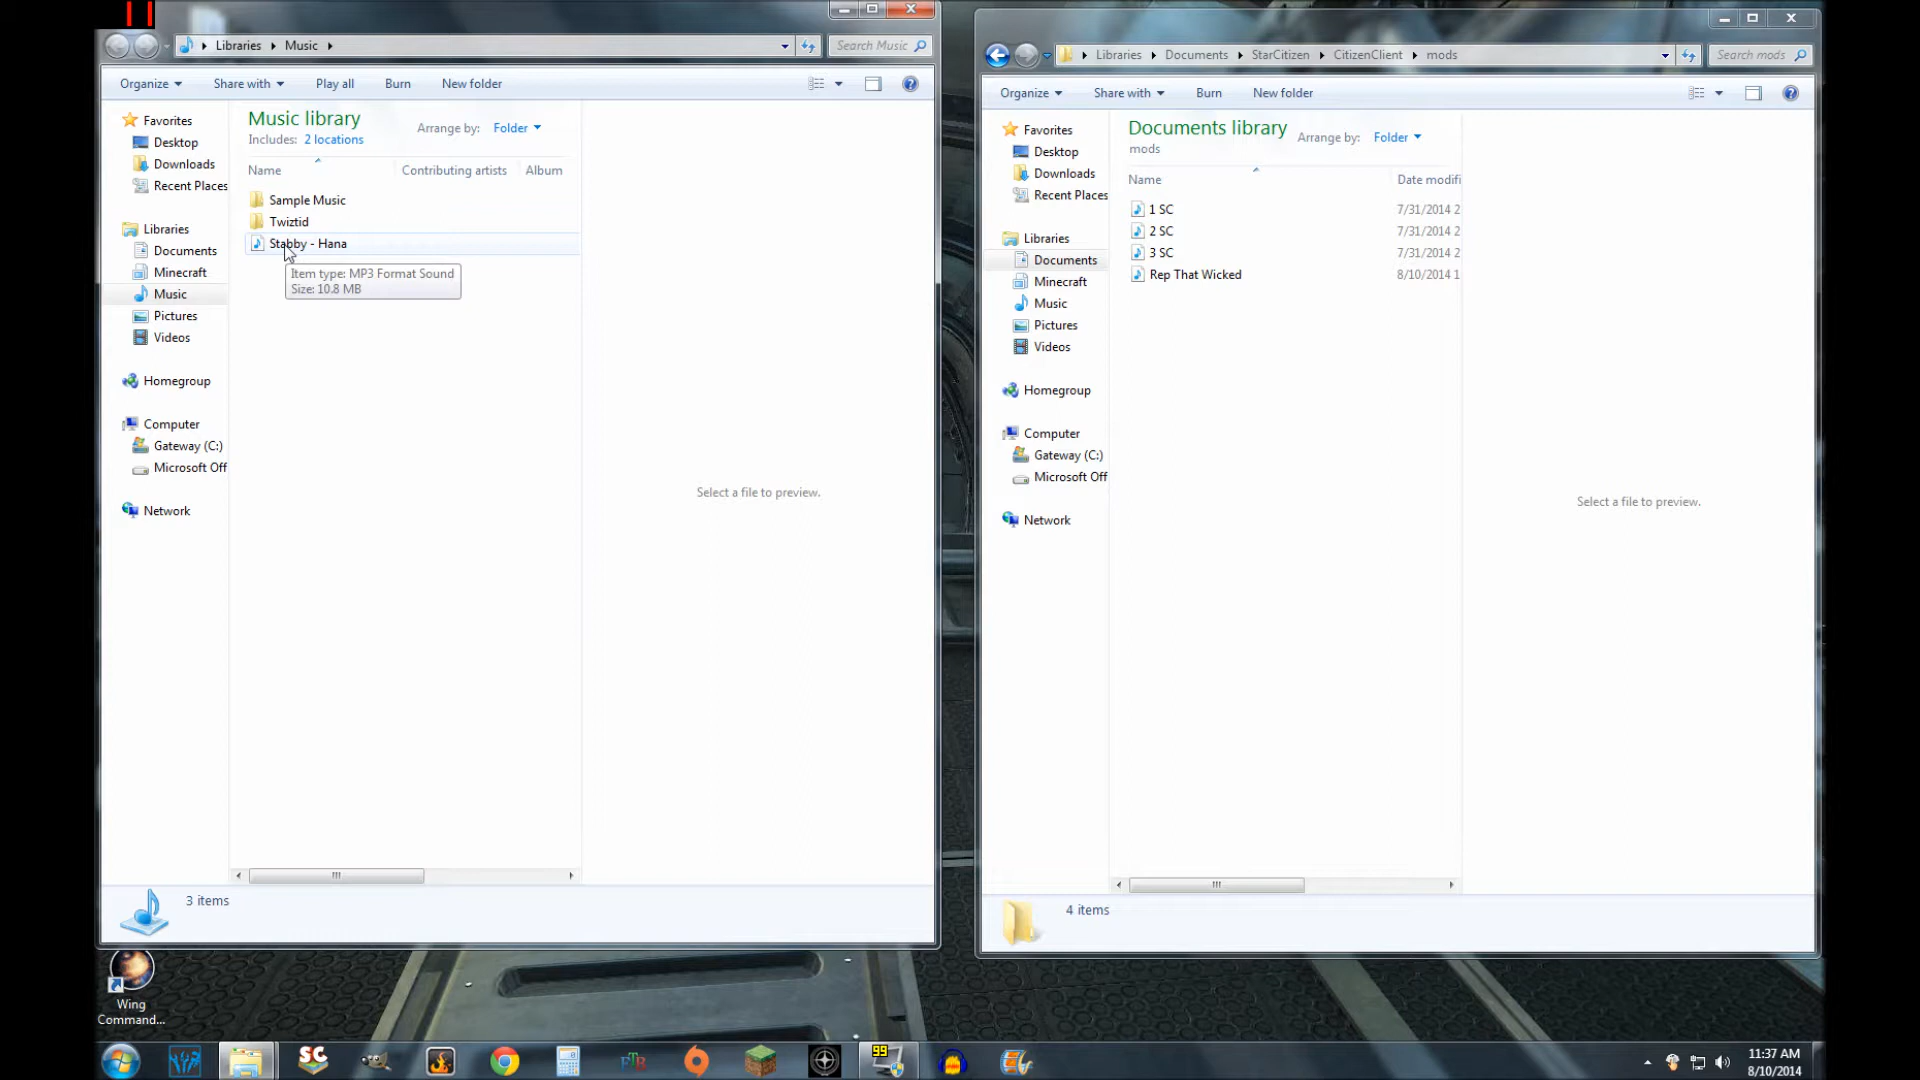 Libraries Music
Search Music
Organize Share with Play all Burn New folder
Favorites
Desktop
Downloads
Recent Places
Libraries
Documents
Minecraft
Music
Pictures
Videos
Homegroup
Computer
Gateway (C:)
Microsoft Off
Network
Music library
Includes: 2 locations
Arrange by: Folder
Name Contributing artists Album
Sample Music
Twiztid
Stabby - Hana
Item type: MP3 Format Sound
Size: 10.8 MB
Select a file to preview.
3 items
Libraries Documents StarCitizen CitizenClient mods
Search mods
Organize Share with Burn New folder
Favorites
Desktop
Downloads
Recent Places
Libraries
Documents
Minecraft
Music
Pictures
Videos
Homegroup
Computer
Gateway (C:)
Microsoft Off
Network
Documents library
mods
Arrange by: Folder
Name Date modifi
1 SC 7/31/2014 2
2 SC 7/31/2014 2
3 SC 7/31/2014 2
Rep That Wicked 8/10/2014 1
Select a file to preview.
4 items
Wing
Command...
SC
FTB
99
11:37 AM
8/10/2014